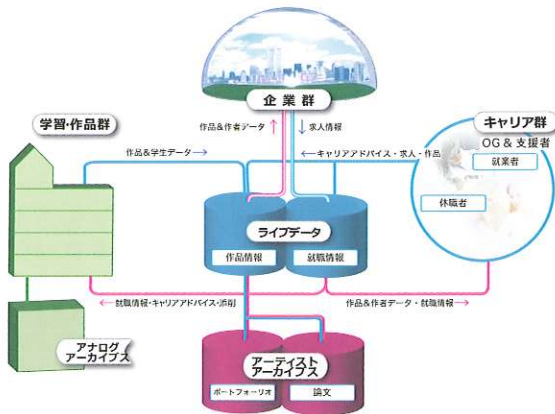 企業群
学習・作品群
作品&作者データ
求人情報
キャリア群
OG & 支援者
就業者
休職者
作品&学生データ→
←キャリアアドバイス・求人・作品
ライブデータ
作品情報
就職情報
←就職情報・キャリアアドバイス・添削
作品&作者データ・就職情報→
アナログ
アーカイブス
アーティスト
アーカイブス
ポートフォーリオ
論文